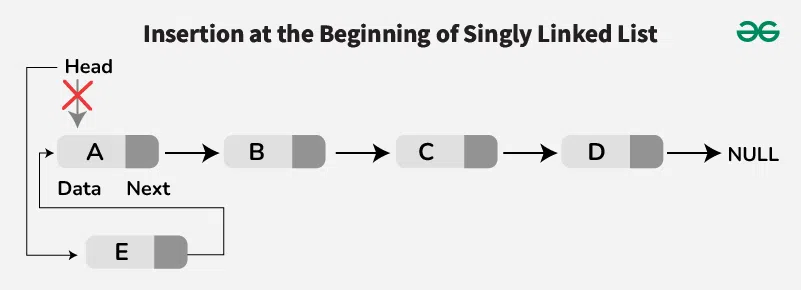 Insertion at the Beginning of Singly Linked List
Head
A
B
C
D
NULL
Data
Next
E